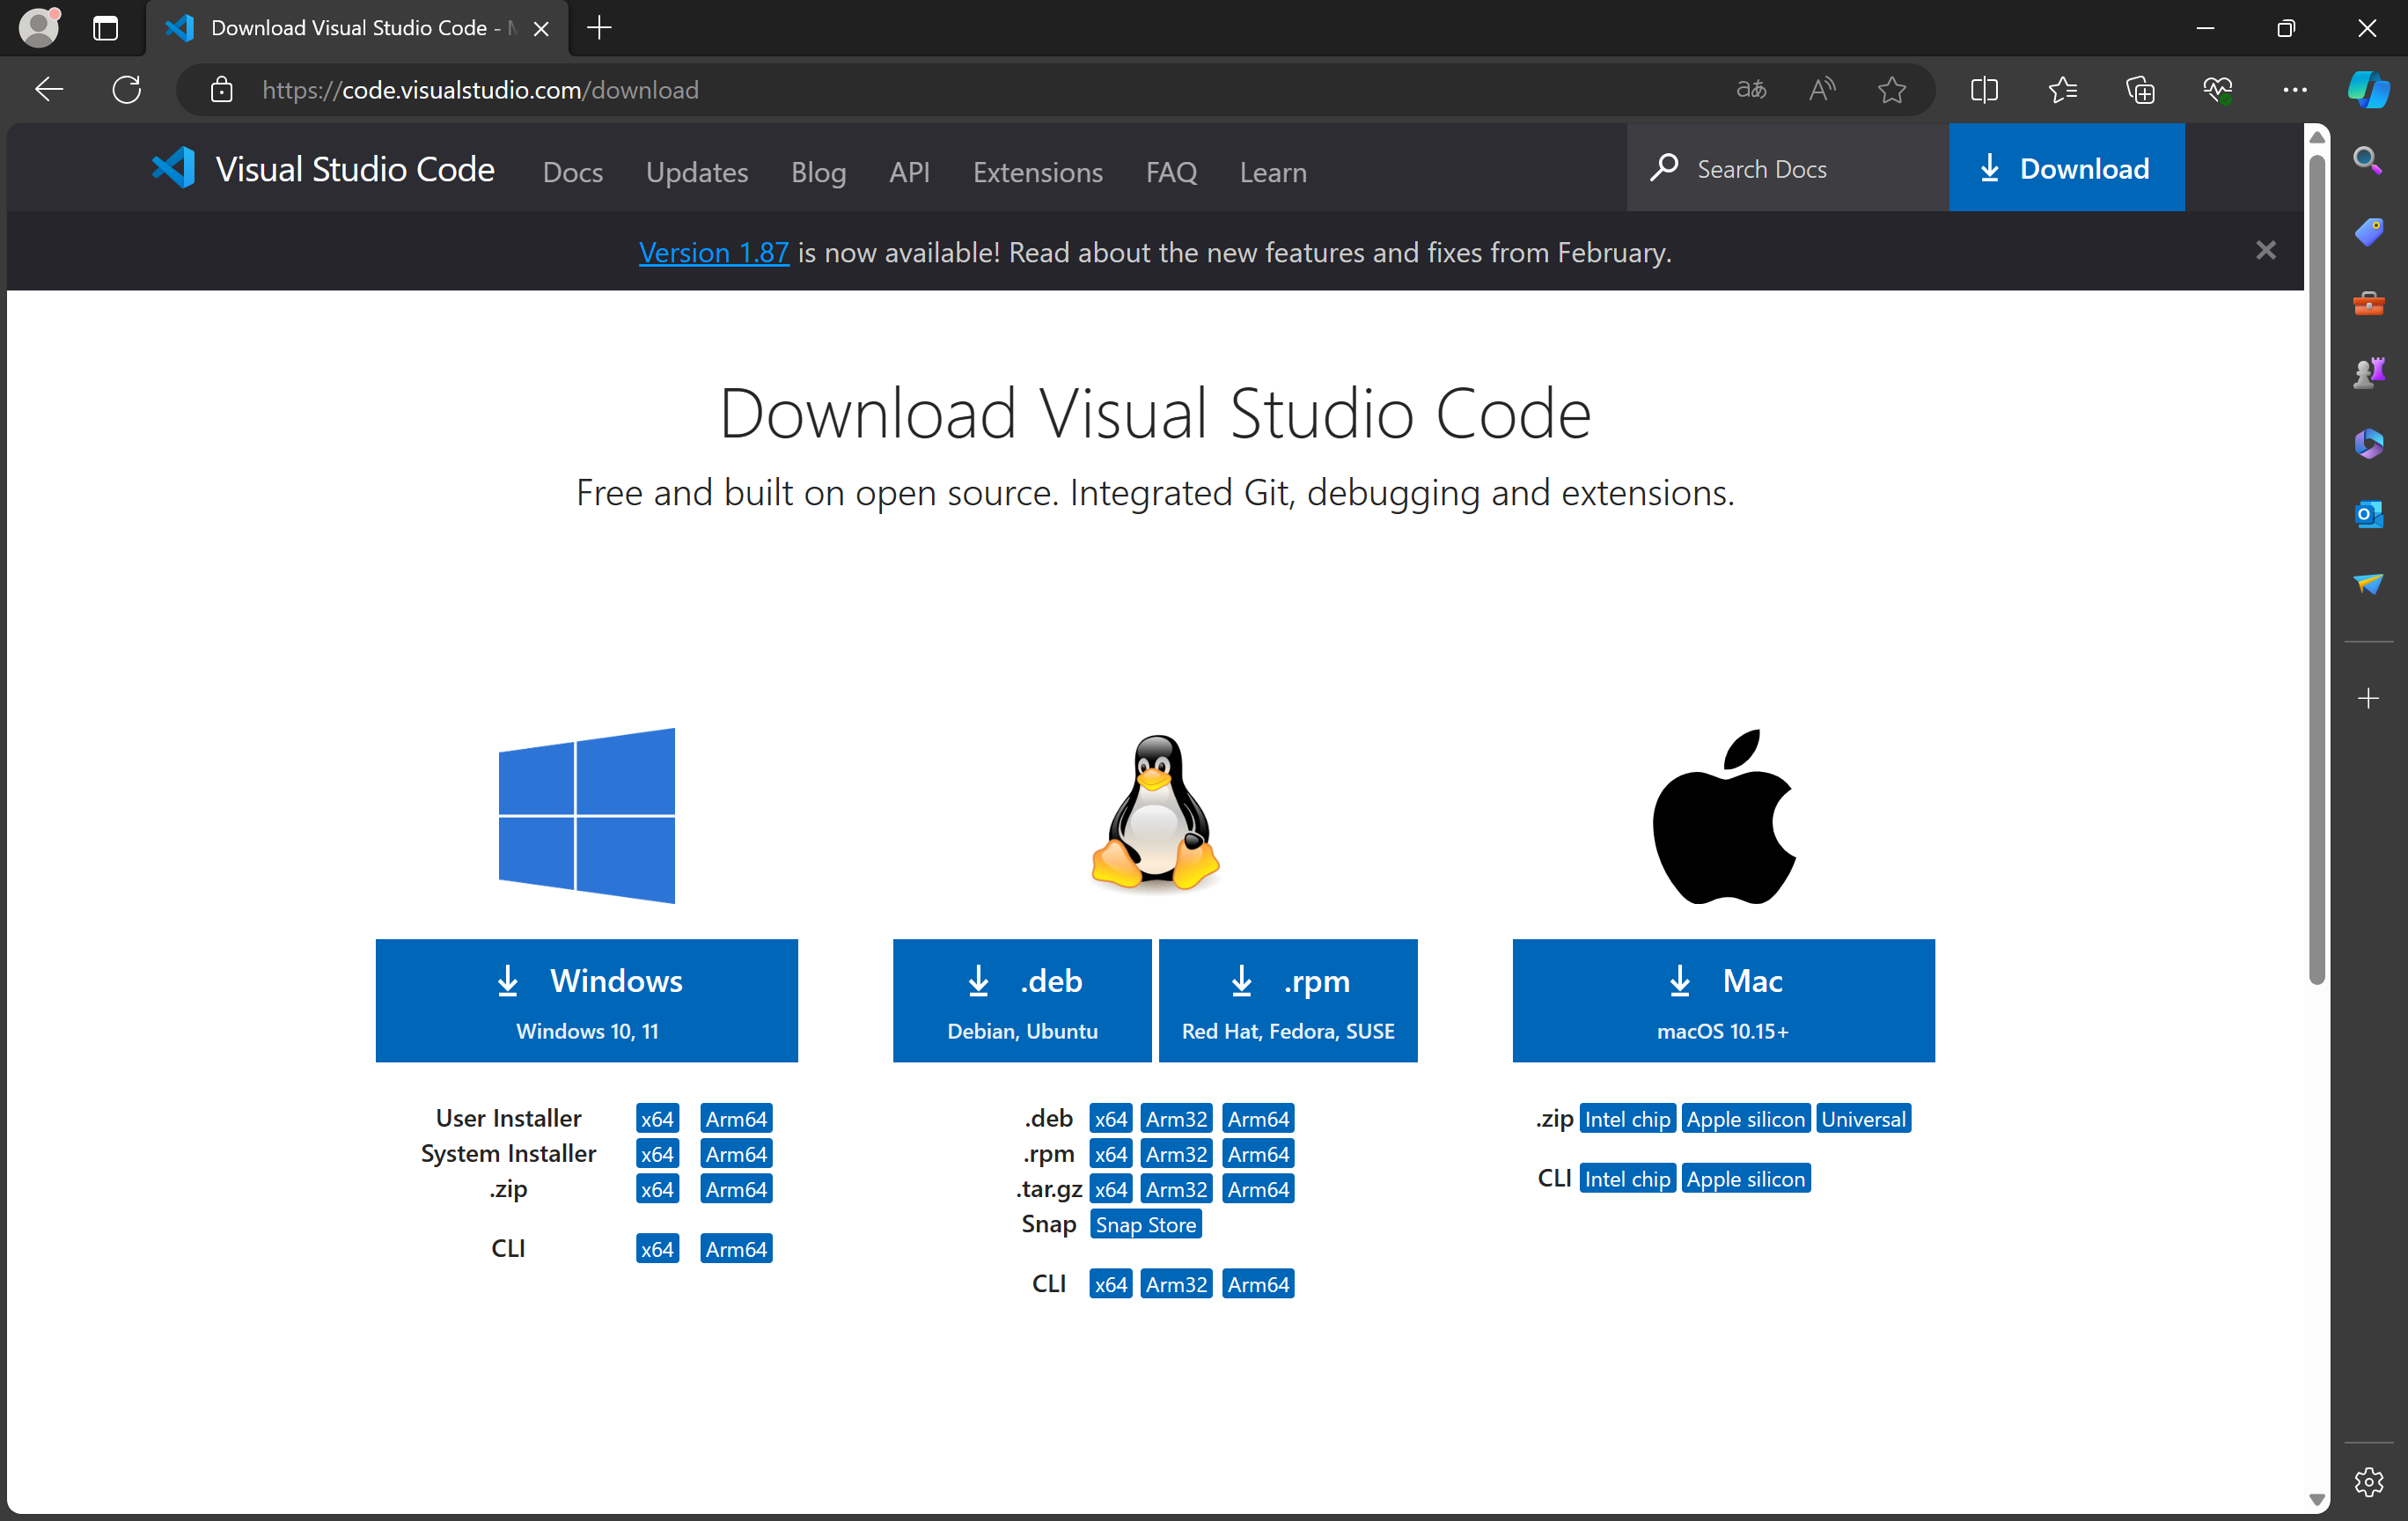 Download Visual Studio Code -
https://code.visualstudio.com/download
Visual Studio Code Docs Updates Blog API Extensions FAQ Learn Search Docs Download
Version 1.87 is now available! Read about the new features and fixes from February.
Download Visual Studio Code
Free and built on open source. Integrated Git, debugging and extensions.
Windows
Windows 10, 11
User Installer x64 Arm64
System Installer x64 Arm64
.zip x64 Arm64
CLI x64 Arm64
.deb
Debian, Ubuntu
.rpm
Red Hat, Fedora, SUSE
.deb x64 Arm32 Arm64
.rpm x64 Arm32 Arm64
.tar.gz x64 Arm32 Arm64
Snap Snap Store
CLI x64 Arm32 Arm64
Mac
macOS 10.15+
.zip Intel chip Apple silicon Universal
CLI Intel chip Apple silicon